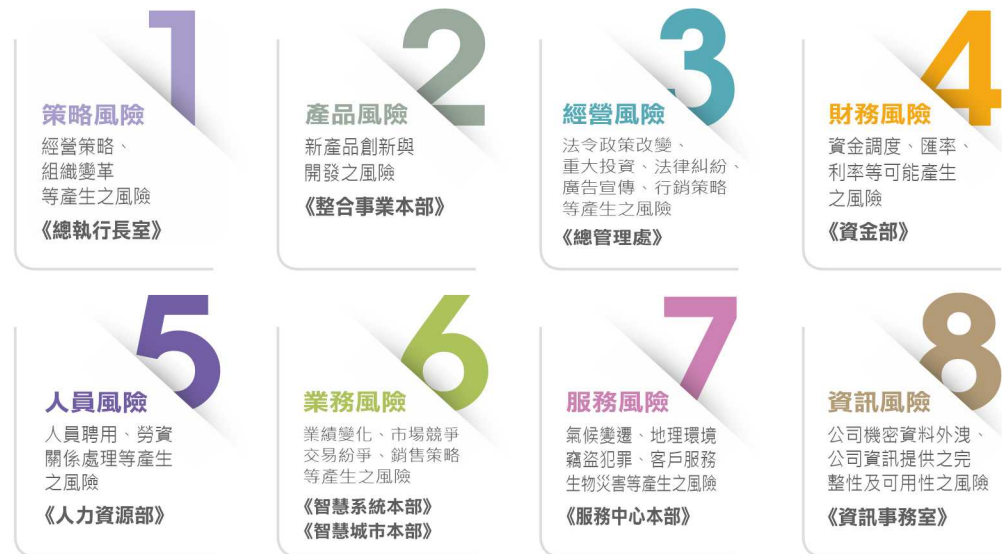 1
策略風險
經營策略、
組織變革
等產生之風險
《總執行長室》
2
產品風險
新產品創新與
開發之風險
《整合事業本部》
3
經營風險
法令政策改變、
重大投資、法律糾紛、
廣告宣傳、行銷策略
等產生之風險
《總管理處》
4
財務風險
資金調度、匯率、
利率等可能產生
之風險
《資金部》
5
人員風險
人員聘用、勞資
關係處理等產生
之風險
《人力資源部》
6
業務風險
業績變化、市場競爭
交易紛爭、銷售策略
等產生之風險
《智慧系統本部》
《智慧城市本部》
7
服務風險
氣候變遷、地理環境
竊盜犯罪、客戶服務
生物災害等產生之風險
《服務中心本部》
8
資訊風險
公司機密資料外洩、
公司資訊提供之完
整性及可用性之風險
《資訊事務室》